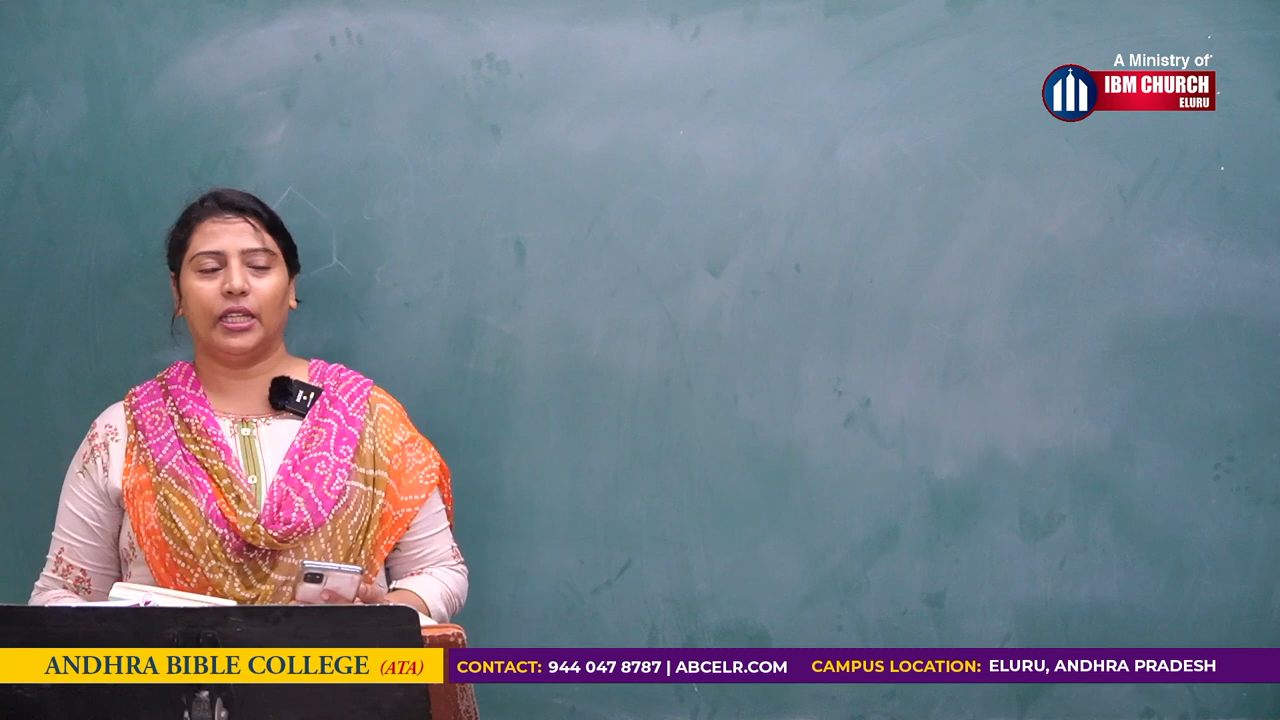 A Ministry of
IBM CHURCH
ELURU
ANDHRA BIBLE COLLEGE (ATA)
CONTACT: 944 047 8787 | ABCELR.COM CAMPUS LOCATION: ELURU, ANDHRA PRADESH